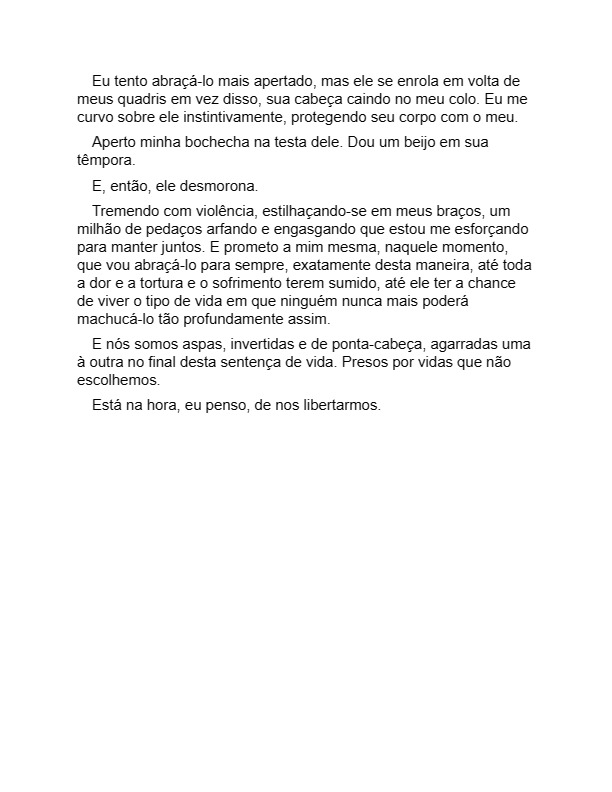 Eu tento abraçá-lo mais apertado, mas ele se enrola em volta de
meus quadris em vez disso, sua cabeça caindo no meu colo. Eu me
curvo sobre ele instintivamente, protegendo seu corpo com o meu.
Aperto minha bochecha na testa dele. Dou um beijo em sua
têmpora.
E, então, ele desmorona.
Tremendo com violência, estilhaçando-se em meus braços, um
milhão de pedaços arfando e engasgando que estou me esforçando
para manter juntos. E prometo a mim mesma, naquele momento,
que vou abraçá-lo para sempre, exatamente desta maneira, até toda
a dor e a tortura e o sofrimento terem sumido, até ele ter a chance
de viver o tipo de vida em que ninguém nunca mais poderá
machucá-lo tão profundamente assim.
E nós somos aspas, invertidas e de ponta-cabeça, agarradas uma
à outra no final desta sentença de vida. Presos por vidas que não
escolhemos.
Está na hora, eu penso, de nos libertarmos.